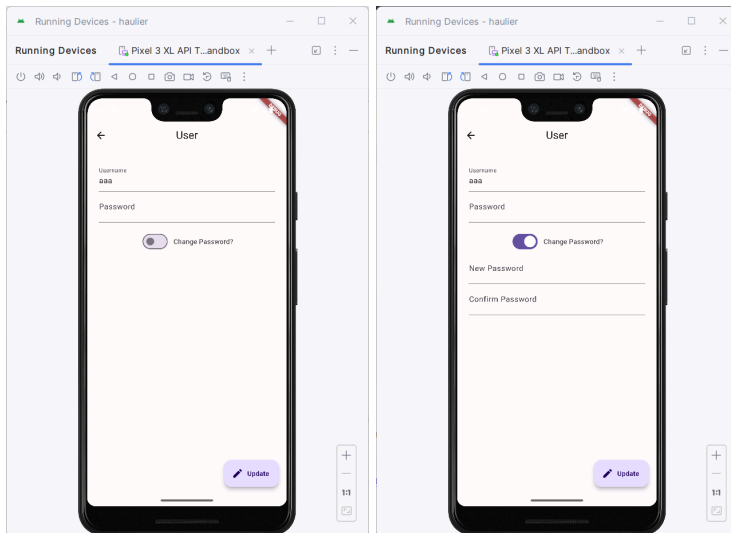 Running Devices - haulier
Running Devices
Pixel 3 XL API T...andbox
User
Username
aaa
Password
Change Password?
Update
1:1
Running Devices - haulier
Running Devices
Pixel 3 XL API T...andbox
User
Username
aaa
Password
Change Password?
New Password
Confirm Password
Update
1:1